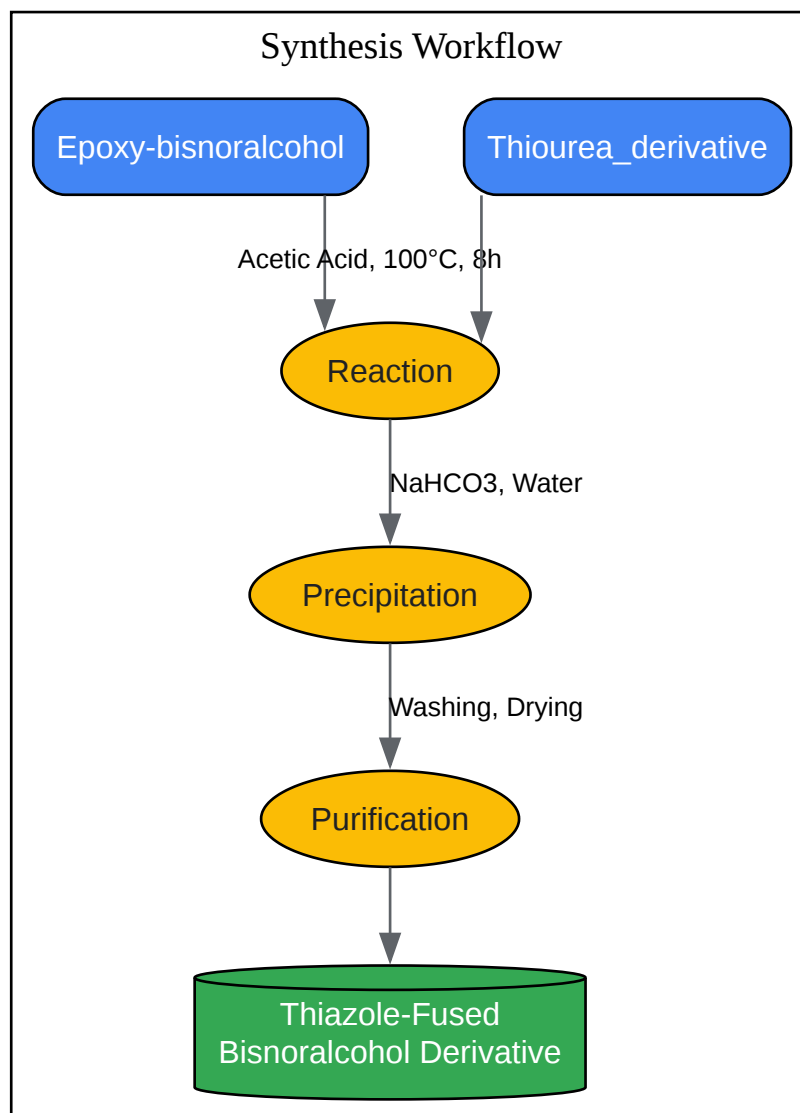 Synthesis Workflow
Epoxy-bisnoralcohol
Thiourea_derivative
Acetic Acid, 100°C, 8h
Reaction
NaHCO3, Water
Precipitation
Washing, Drying
Purification
Thiazole-Fused
Bisnoralcohol Derivative